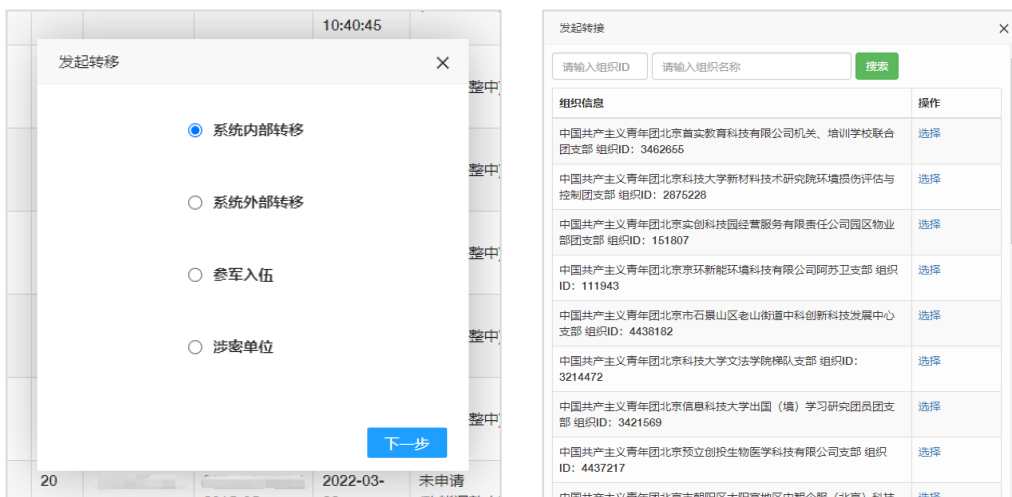 10:40:45
发起转移
整中)
系统内部转移
整中)
系统外部转移
整中)
参军入伍
整中)
涉密单位
整中)
下一步
20
2022-03-
未申请
发起转接
请输入组织ID
请输入组织名称
搜索
组织信息
操作
中国共产主义青年团北京首实教育科技有限公司机关、培训学校联合
团支部 组织ID：3462655
选择
中国共产主义青年团北京科技大学新材料技术研究院环境损伤评估与
控制团支部 组织ID：2875228
选择
中国共产主义青年团北京实创科技园经营服务有限责任公司园区物业
部团支部 组织ID：151807
选择
中国共产主义青年团北京京环新能环境科技有限公司阿苏卫支部 组织
ID：111943
选择
中国共产主义青年团北京市石景山区老山街道中科创新科技发展中心
支部 组织ID：4438182
选择
中国共产主义青年团北京科技大学文法学院梯队支部 组织ID：
3214472
选择
中国共产主义青年团北京信息科技大学出国（境）学习研究团员团支
部 组织ID：3421569
选择
中国共产主义青年团北京预立创投生物医学科技有限公司支部 组织
ID：4437217
选择